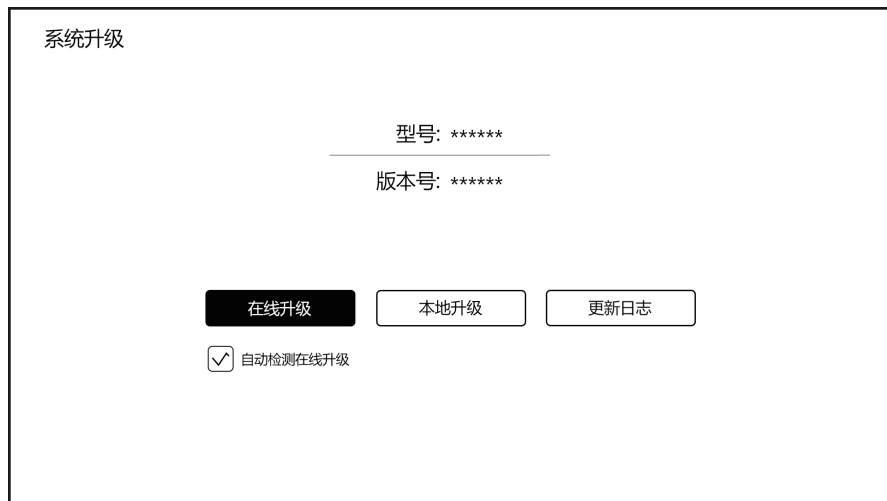 系统升级
型号: ******
版本号: ******
在线升级 本地升级 更新日志
自动检测在线升级